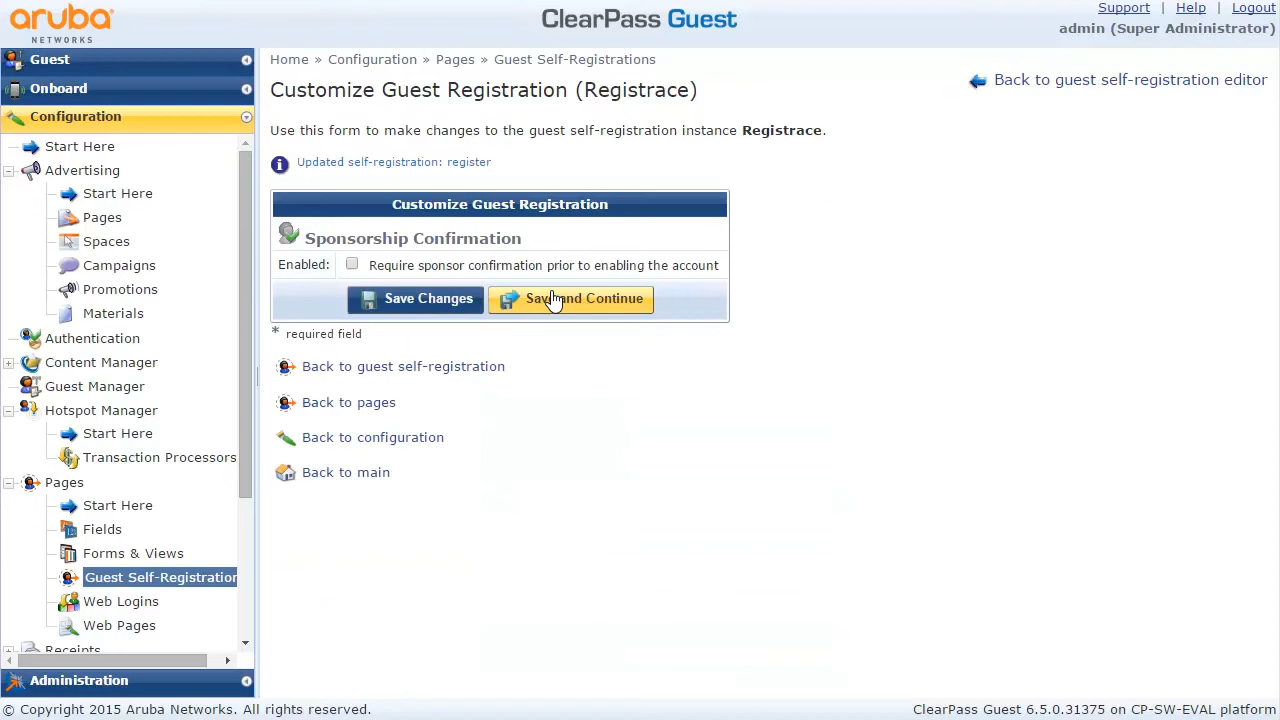 aruba
NETWORKS
ClearPass Guest
Support | Help | Logout
admin (Super Administrator)
Guest
Onboard
Configuration
Start Here
Advertising
Start Here
Pages
Spaces
Campaigns
Promotions
Materials
Authentication
Content Manager
Guest Manager
Hotspot Manager
Start Here
Transaction Processors
Pages
Start Here
Fields
Forms & Views
Guest Self-Registration
Web Logins
Web Pages
Receipts
Administration
Home » Configuration » Pages » Guest Self-Registrations
Customize Guest Registration (Registrace)
Back to guest self-registration editor
Use this form to make changes to the guest self-registration instance Registrace.
Updated self-registration: register
Customize Guest Registration
Sponsorship Confirmation
Enabled: Require sponsor confirmation prior to enabling the account
Save Changes Save and Continue
* required field
Back to guest self-registration
Back to pages
Back to configuration
Back to main
© Copyright 2015 Aruba Networks. All rights reserved.
ClearPass Guest 6.5.0.31375 on CP-SW-EVAL platform